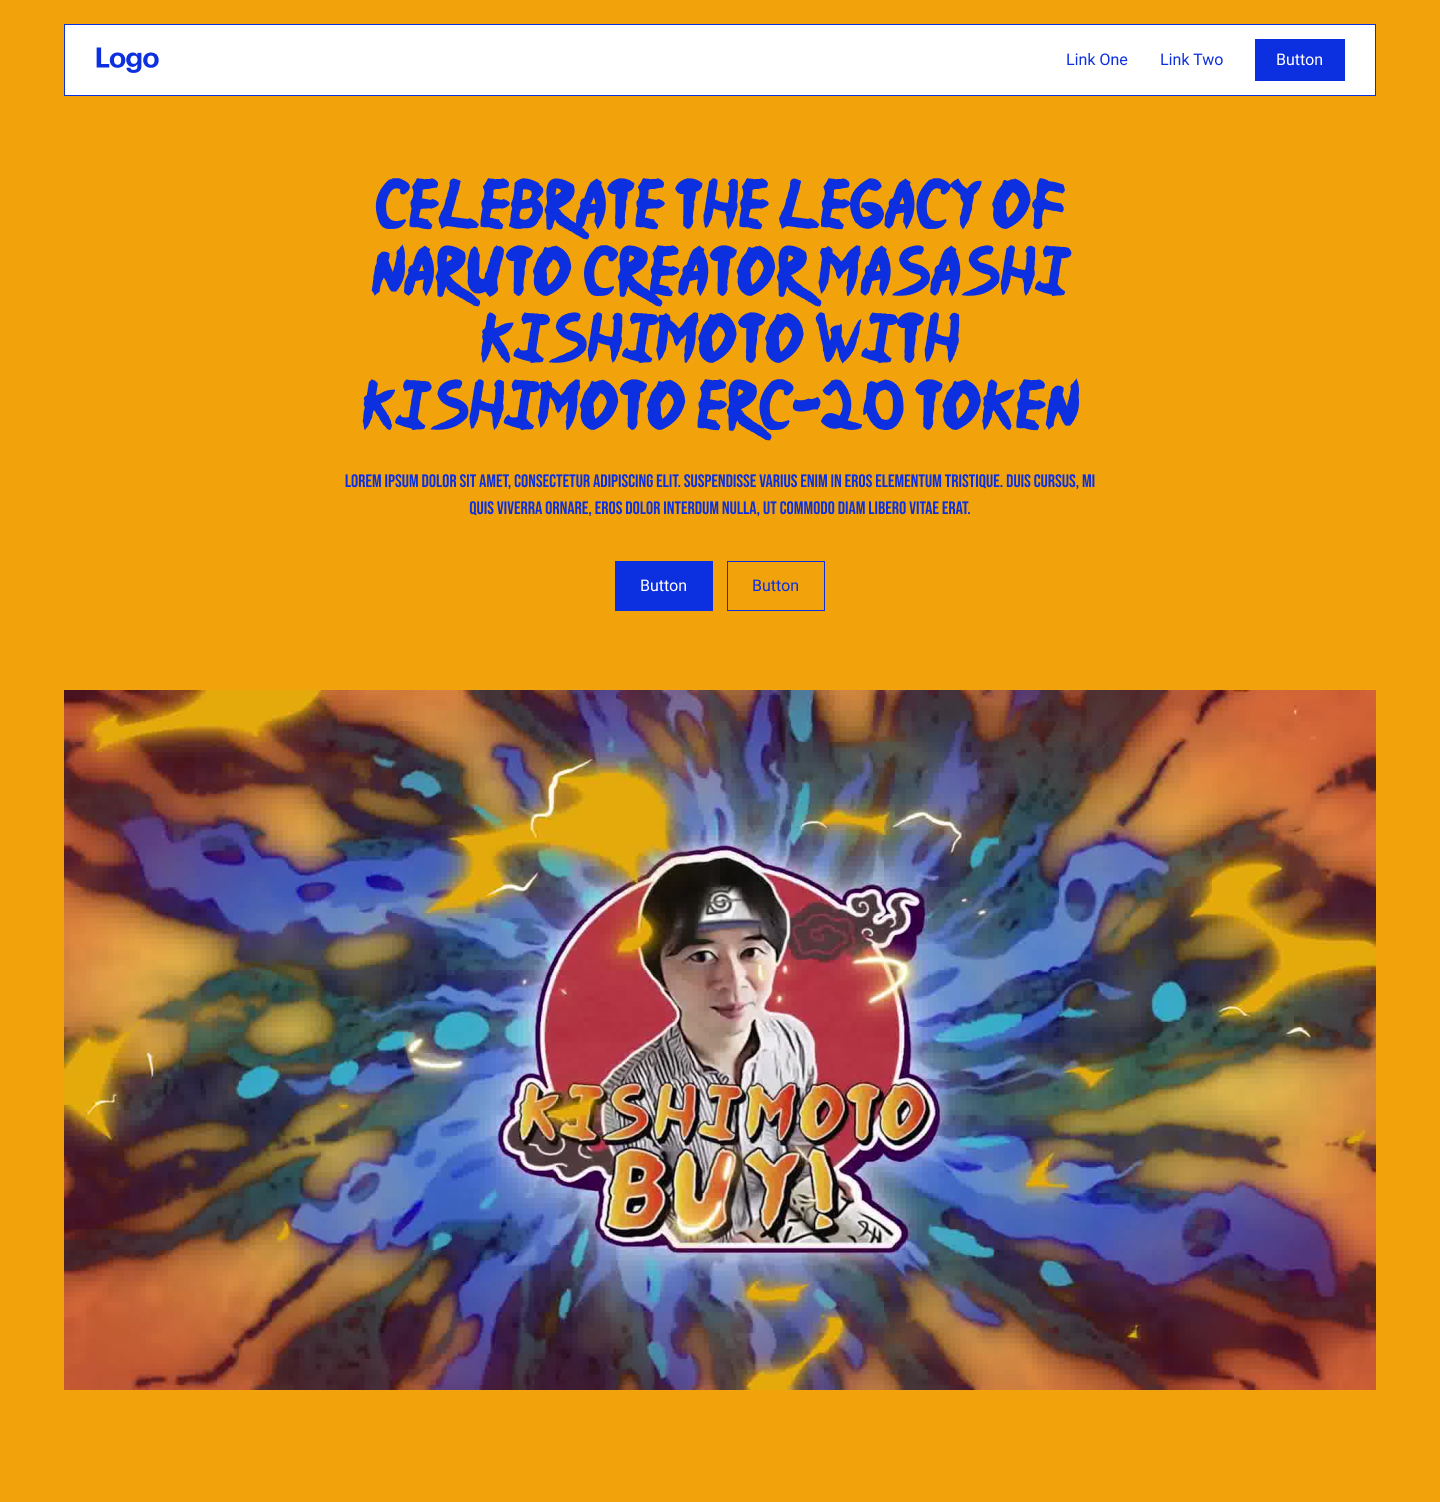 Logo
Link One
Link Two
Button
CELEBRATE THE LEGACY OF
NARUTO CREATOR MASASHI
KISHIMOTO WITH
KISHIMOTO ERC-20 TOKEN
LOREM IPSUM DOLOR SIT AMET, CONSECTETUR ADIPISCING ELIT. SUSPENDISSE VARIUS ENIM IN EROS ELEMENTUM TRISTIQUE. DUIS CURSUS, MI
QUIS VIVERRA ORNARE, EROS DOLOR INTERDUM NULLA, UT COMMODO DIAM LIBERO VITAE ERAT.
Button
Button
KISHIMOTO
BUY!